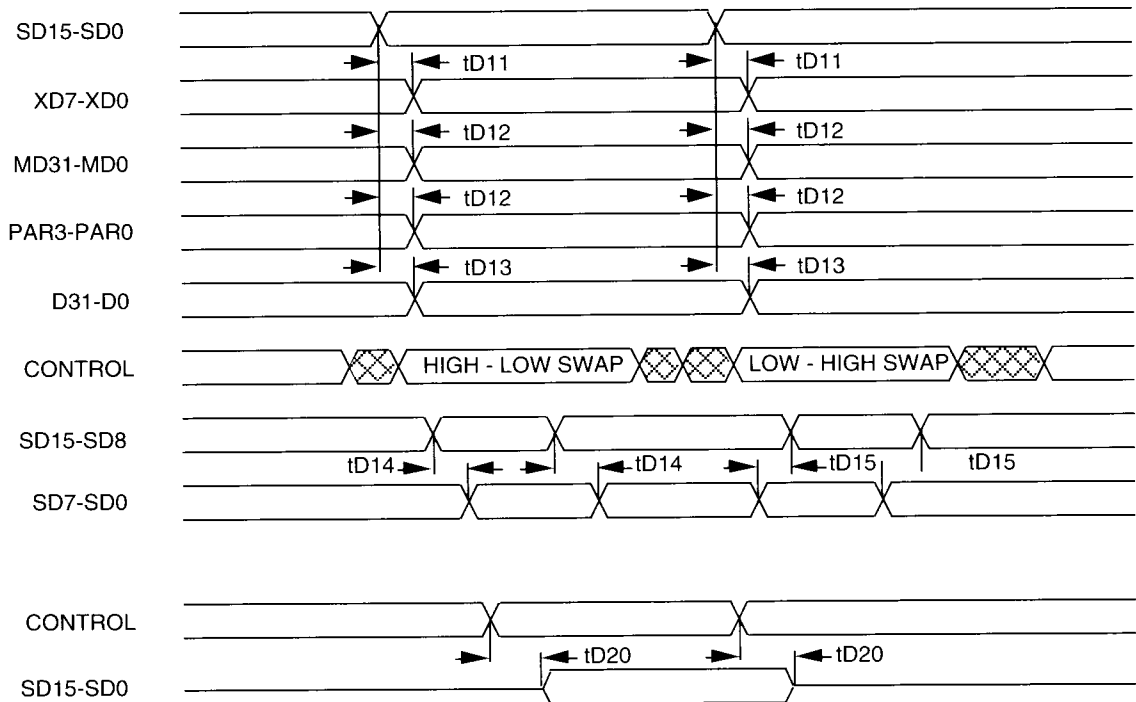 SD15-SD0
tD11 tD11
XD7-XD0
tD12 tD12
MD31-MD0
tD12 tD12
PAR3-PAR0
tD13 tD13
D31-D0
CONTROL HIGH - LOW SWAP LOW - HIGH SWAP
SD15-SD8
tD14 tD14 tD15 tD15
SD7-SD0
CONTROL
tD20 tD20
SD15-SD0